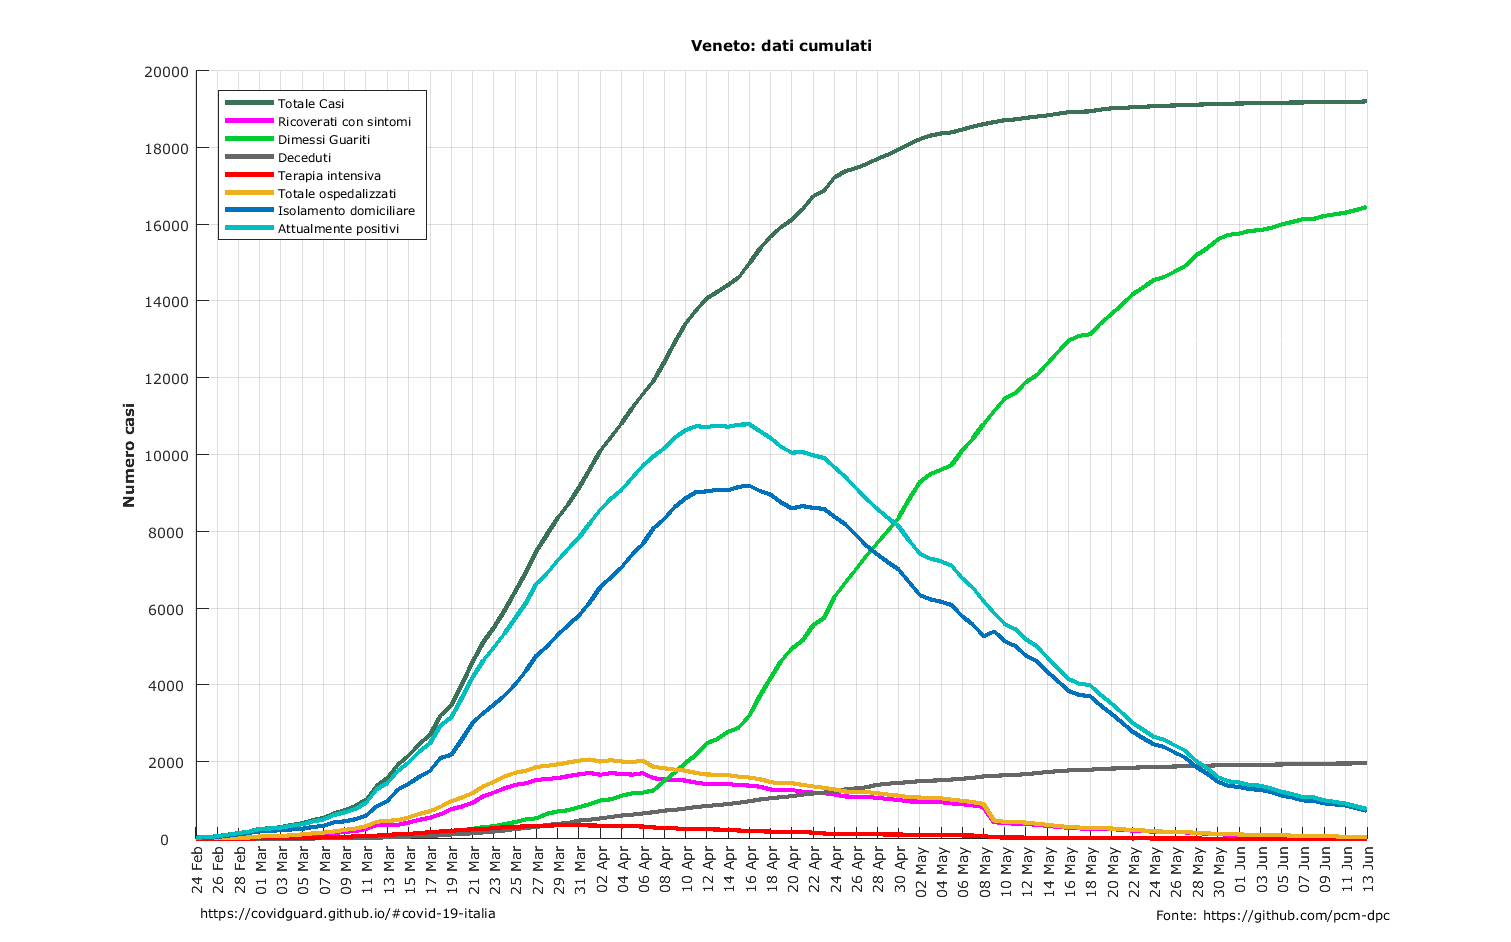 Veneto: dati cumulati
Numero casi
20000
18000
16000
14000
12000
10000
8000
6000
4000
2000
0
Totale Casi
Ricoverati con sintomi
Dimessi Guariti
Deceduti
Terapia intensiva
Totale ospedalizzati
Isolamento domiciliare
Attualmente positivi
24 Feb
26 Feb
28 Feb
01 Mar
03 Mar
05 Mar
07 Mar
09 Mar
11 Mar
13 Mar
15 Mar
17 Mar
19 Mar
21 Mar
23 Mar
25 Mar
27 Mar
29 Mar
31 Mar
02 Apr
04 Apr
06 Apr
08 Apr
10 Apr
12 Apr
14 Apr
16 Apr
18 Apr
20 Apr
22 Apr
24 Apr
26 Apr
28 Apr
30 Apr
02 May
04 May
06 May
08 May
10 May
12 May
14 May
16 May
18 May
20 May
22 May
24 May
26 May
28 May
30 May
01 Jun
03 Jun
05 Jun
07 Jun
09 Jun
11 Jun
13 Jun
https://covidguard.github.io/#covid-19-italia
Fonte: https://github.com/pcm-dpc